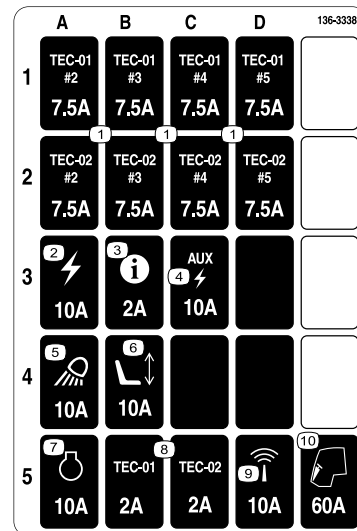 A B C D 136-3338
1
TEC-01 TEC-01 TEC-01 TEC-01
#2 #3 #4 #5
7.5A 7.5A 7.5A 7.5A
1 1 1
2
TEC-02 TEC-02 TEC-02 TEC-02
#2 #3 #4 #5
7.5A 7.5A 7.5A 7.5A
3
2 3 4 AUX
i
10A 2A 10A
4
5 6
10A 10A
5
7 8 9 10
TEC-01 TEC-02
10A 2A 2A 10A 60A